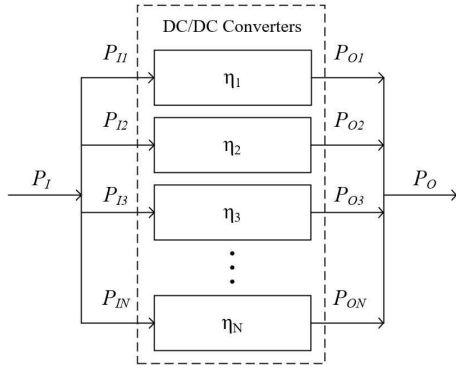 DC/DC Converters
P_I1 η_1 P_O1
P_I2 η_2 P_O2
P_I P_O
P_I3 η_3 P_O3
P_IN η_N P_ON